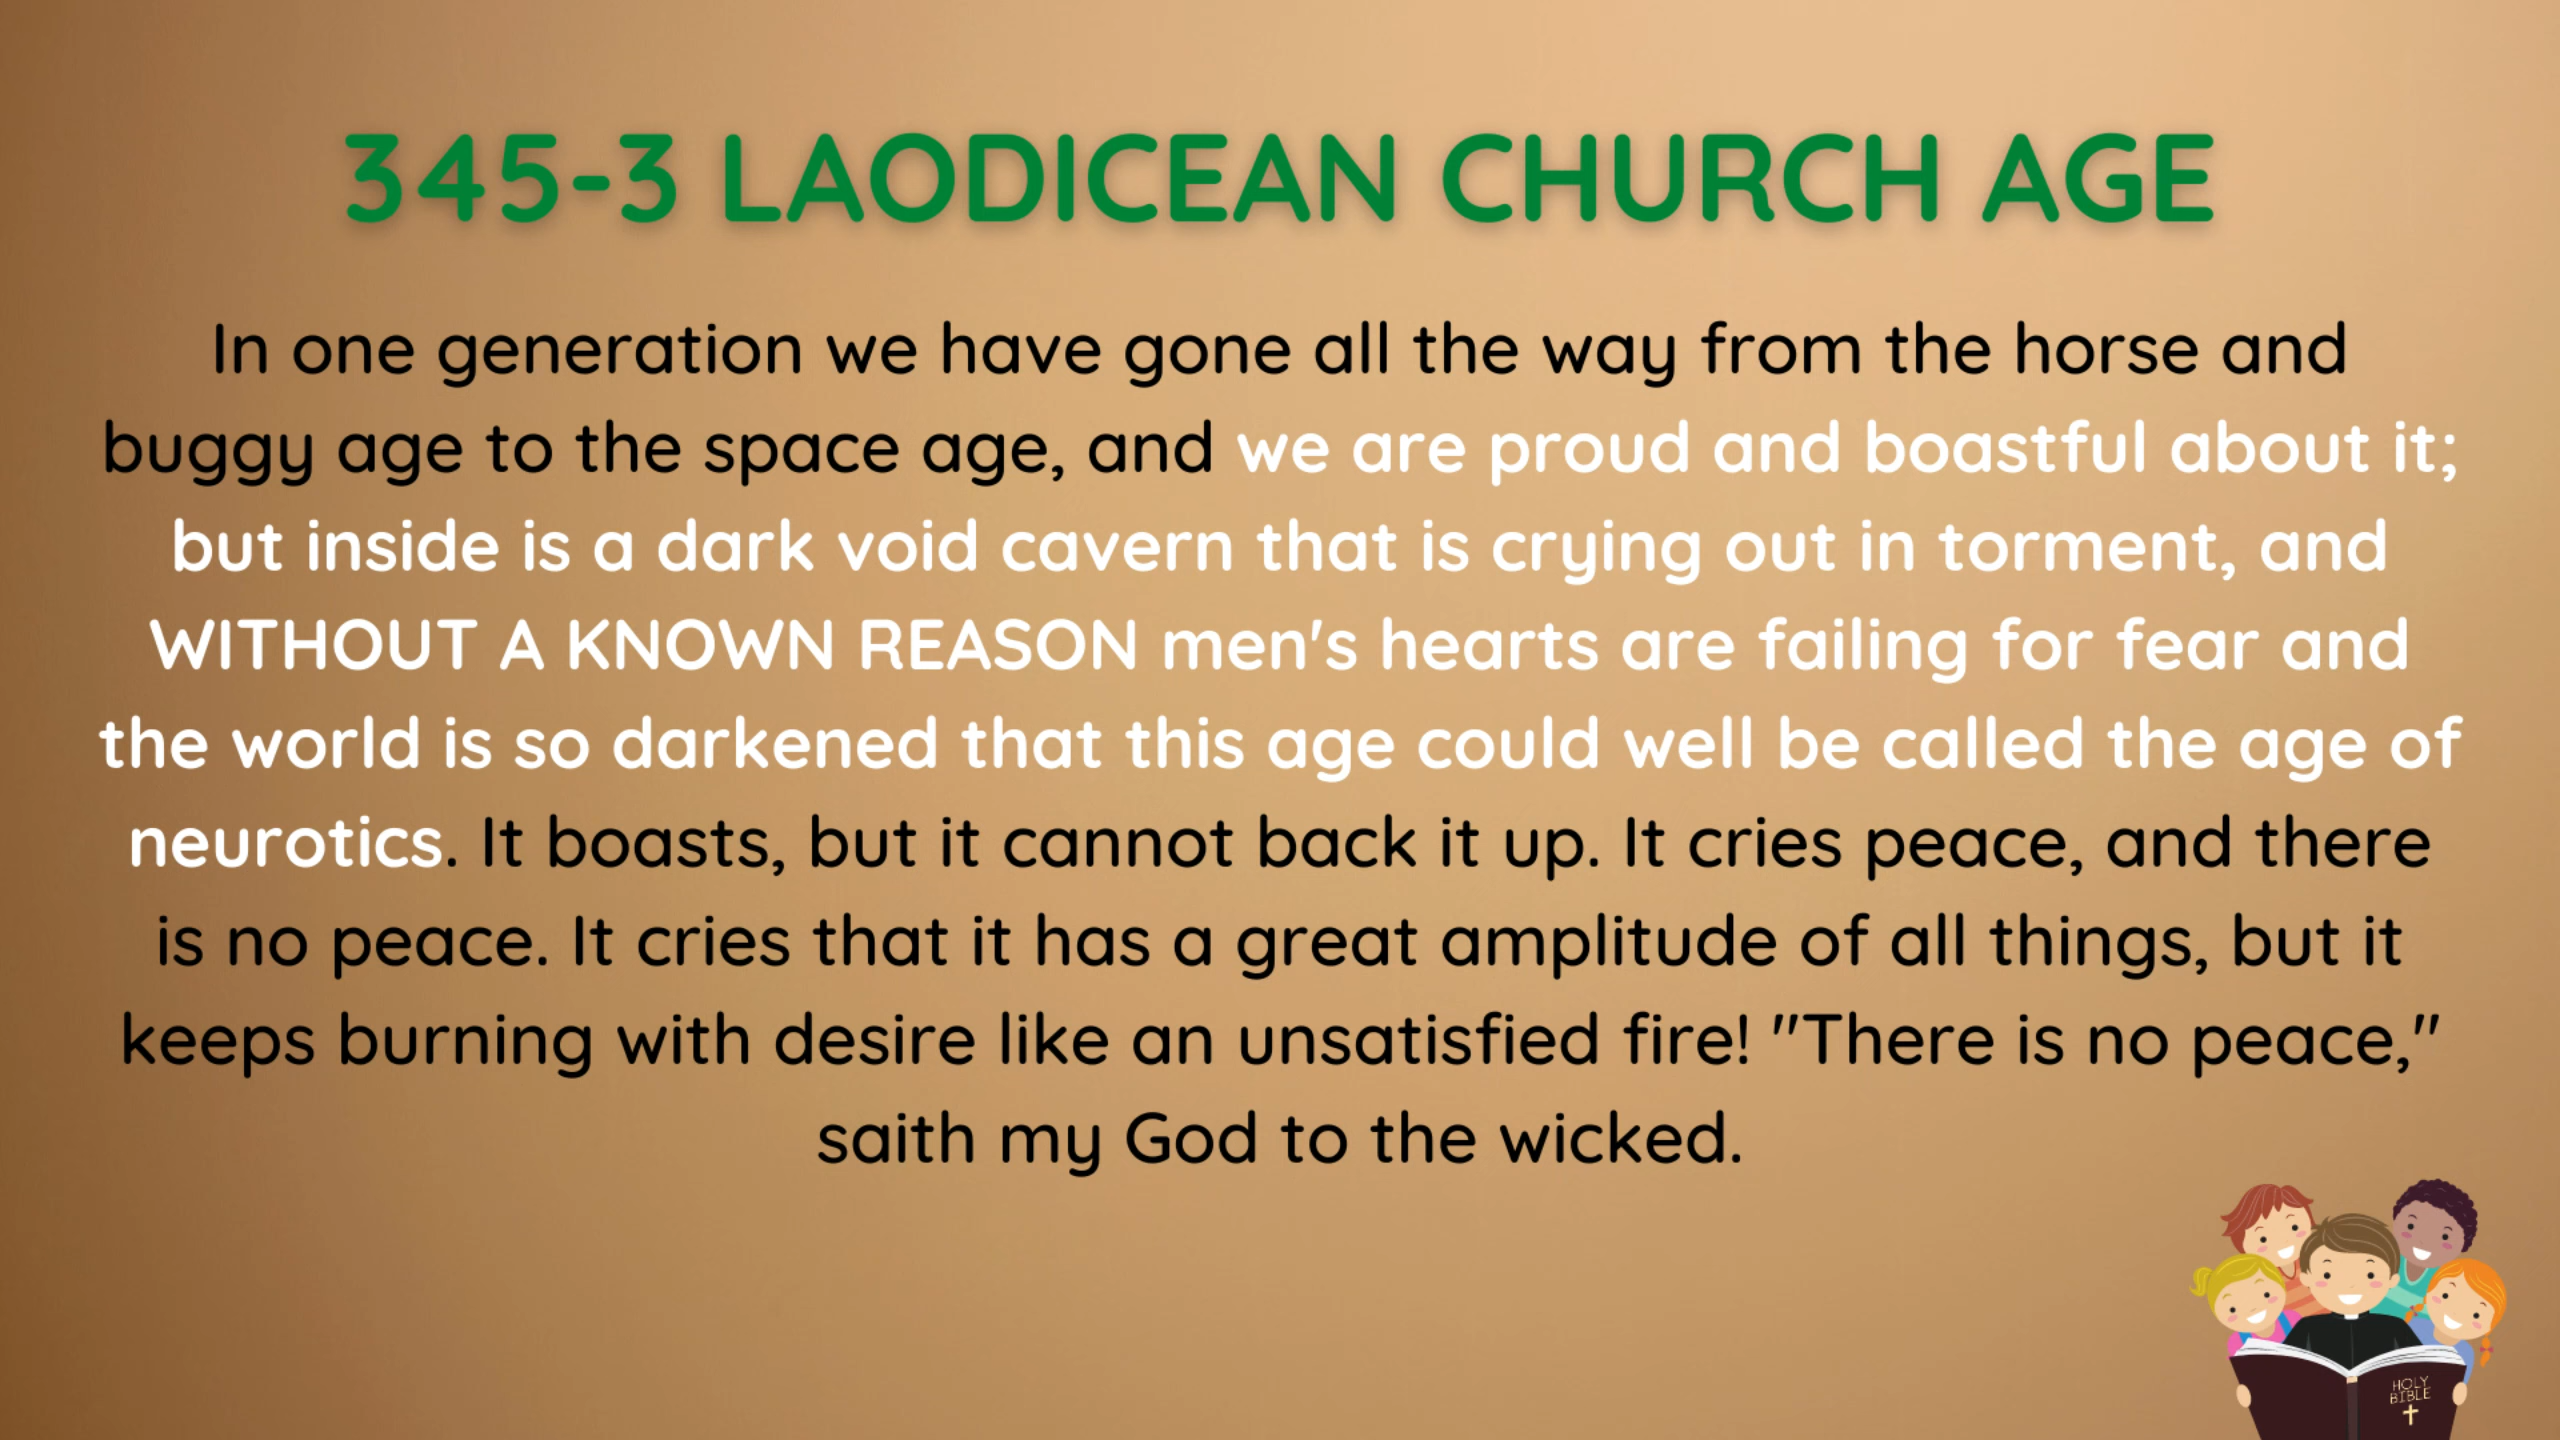 345-3 LAODICEAN CHURCH AGE
In one generation we have gone all the way from the horse and
buggy age to the space age, and we are proud and boastful about it;
but inside is a dark void cavern that is crying out in torment, and
WITHOUT A KNOWN REASON men's hearts are failing for fear and
the world is so darkened that this age could well be called the age of
neurotics. It boasts, but it cannot back it up. It cries peace, and there
is no peace. It cries that it has a great amplitude of all things, but it
keeps burning with desire like an unsatisfied fire! "There is no peace,"
saith my God to the wicked.
HOLY
BIBLE